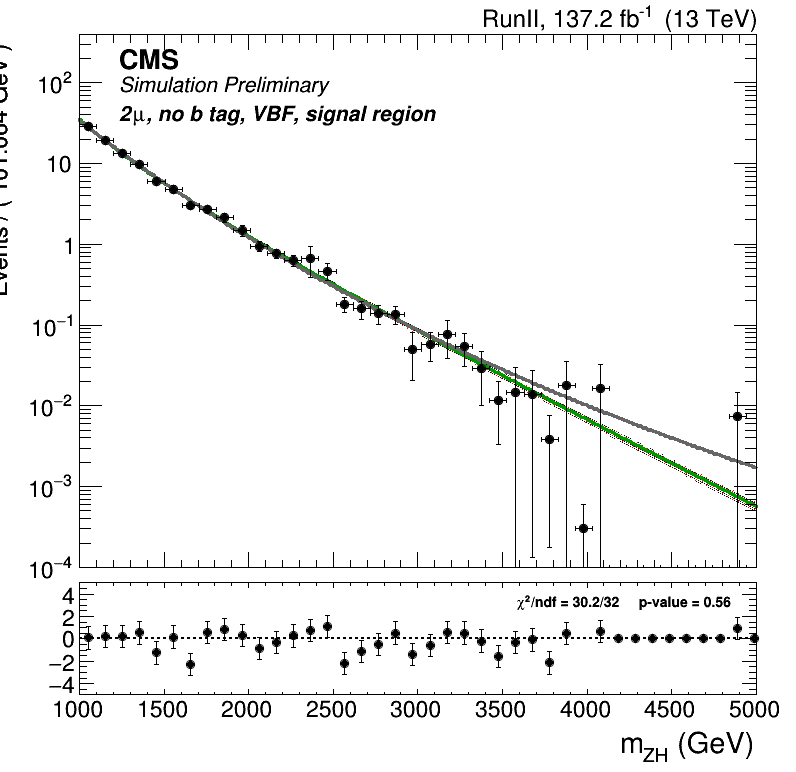 RunII, 137.2 fb⁻¹ (13 TeV)
CMS
Simulation Preliminary
2μ, no b tag, VBF, signal region
10²
10
1
10⁻¹
10⁻²
10⁻³
10⁻⁴
χ²/ndf = 30.2/32 p-value = 0.56
4
2
0
−2
−4
1000 1500 2000 2500 3000 3500 4000 4500 5000
m_ZH (GeV)